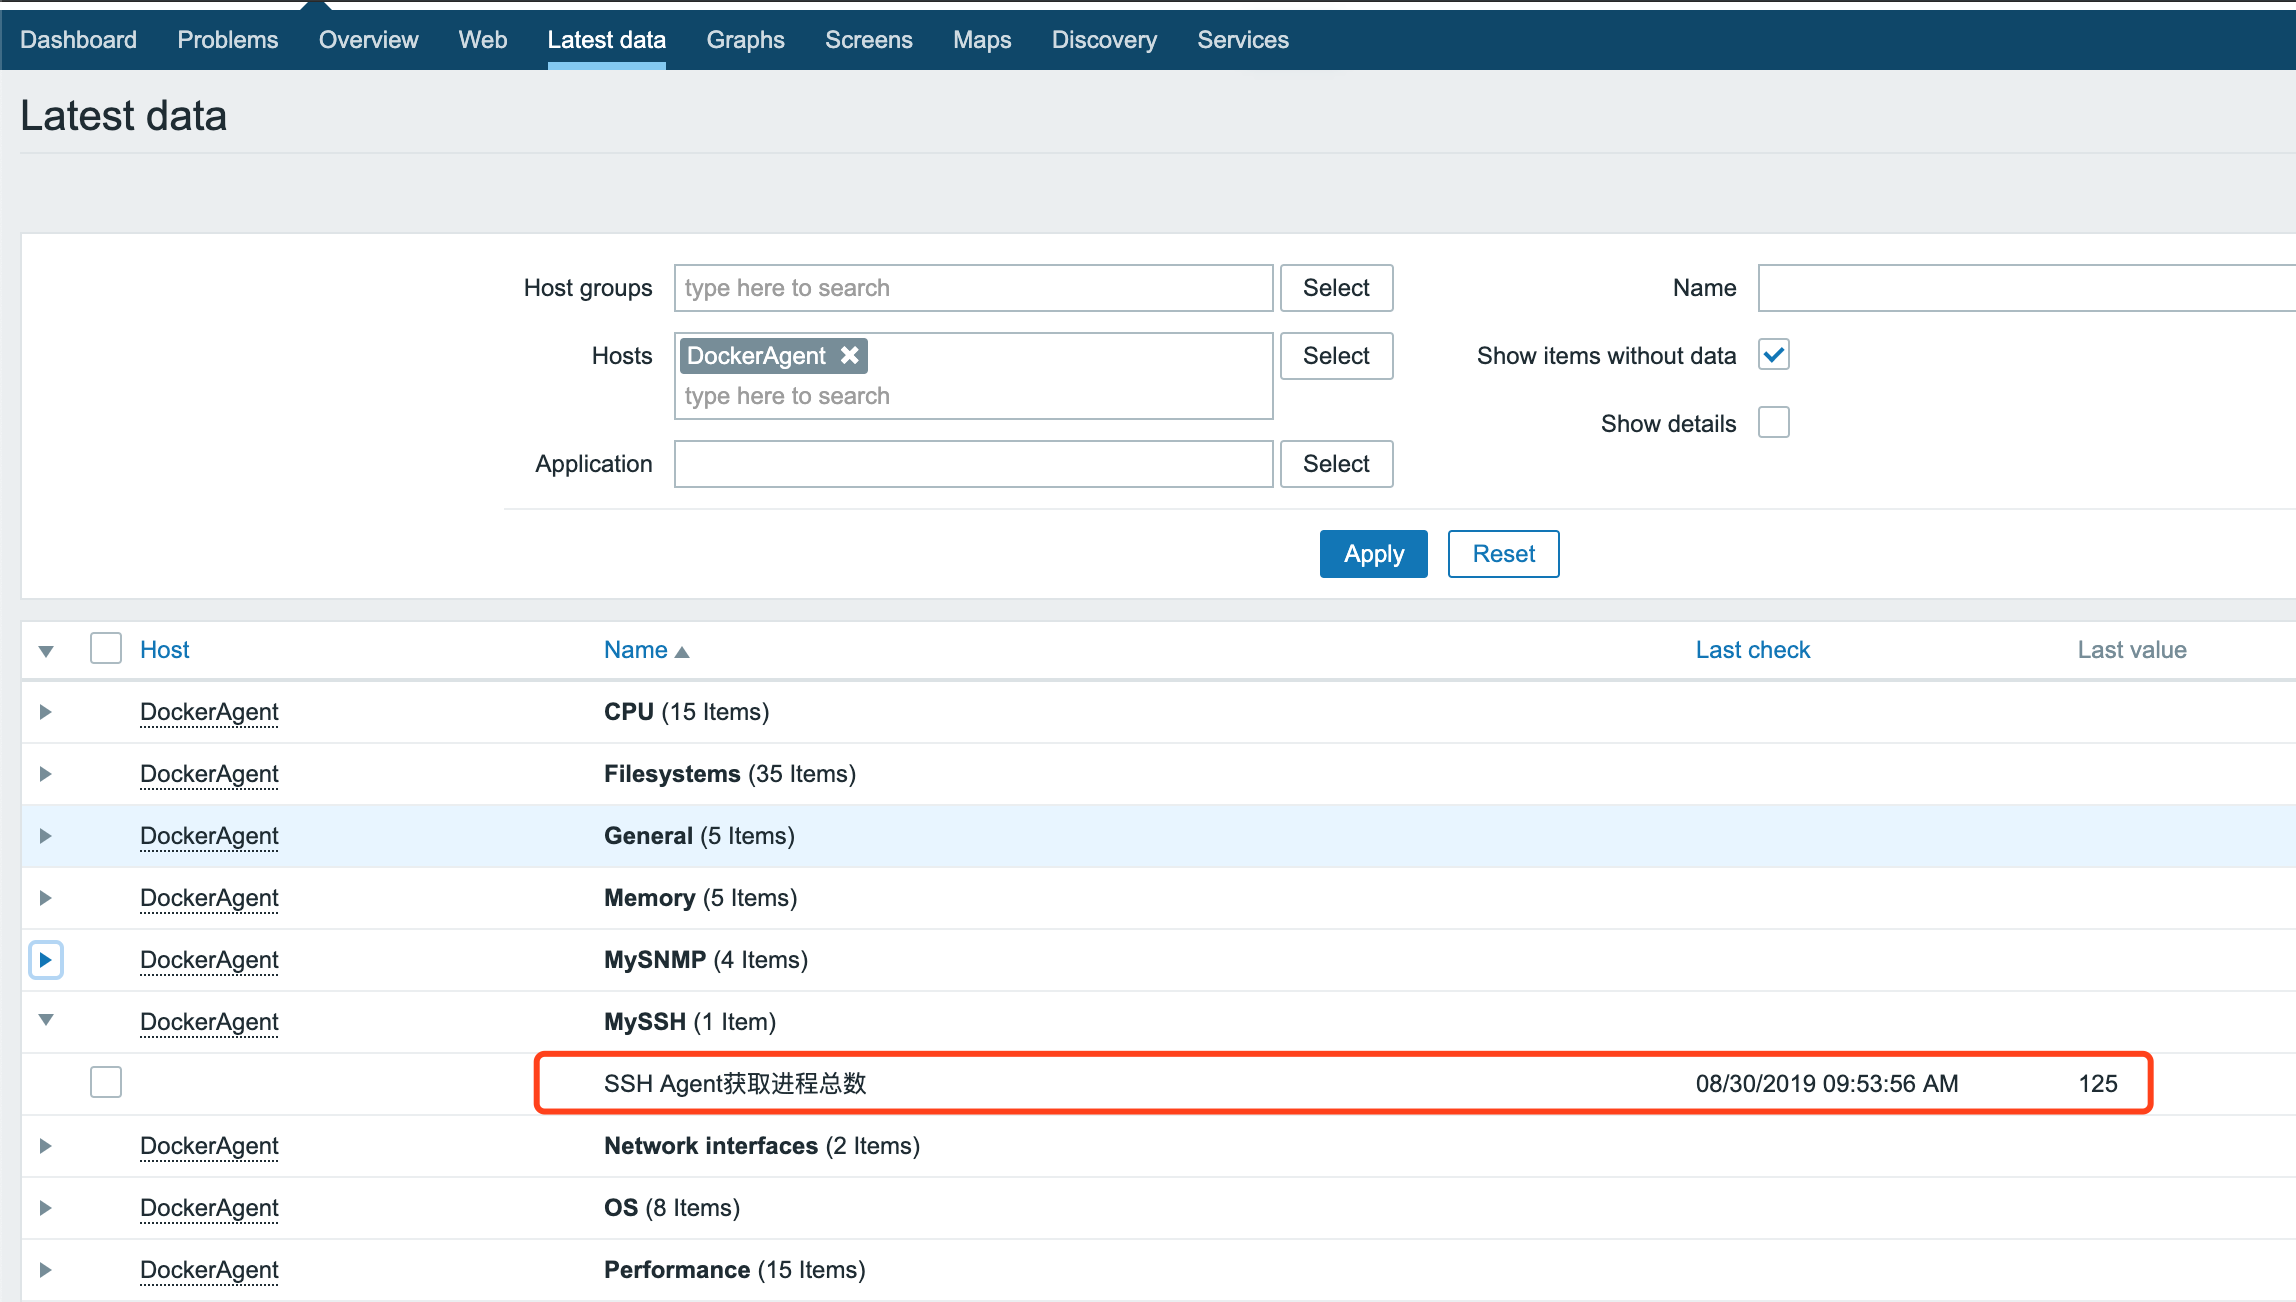 Dashboard Problems Overview Web Latest data Graphs Screens Maps Discovery Services
Latest data
Host groups type here to search Select Name
Hosts DockerAgent Select Show items without data
type here to search
Show details
Application Select
Apply Reset
Host Name Last check Last value
DockerAgent CPU (15 Items)
DockerAgent Filesystems (35 Items)
DockerAgent General (5 Items)
DockerAgent Memory (5 Items)
DockerAgent MySNMP (4 Items)
DockerAgent MySSH (1 Item)
SSH Agent获取进程总数 08/30/2019 09:53:56 AM 125
DockerAgent Network interfaces (2 Items)
DockerAgent OS (8 Items)
DockerAgent Performance (15 Items)